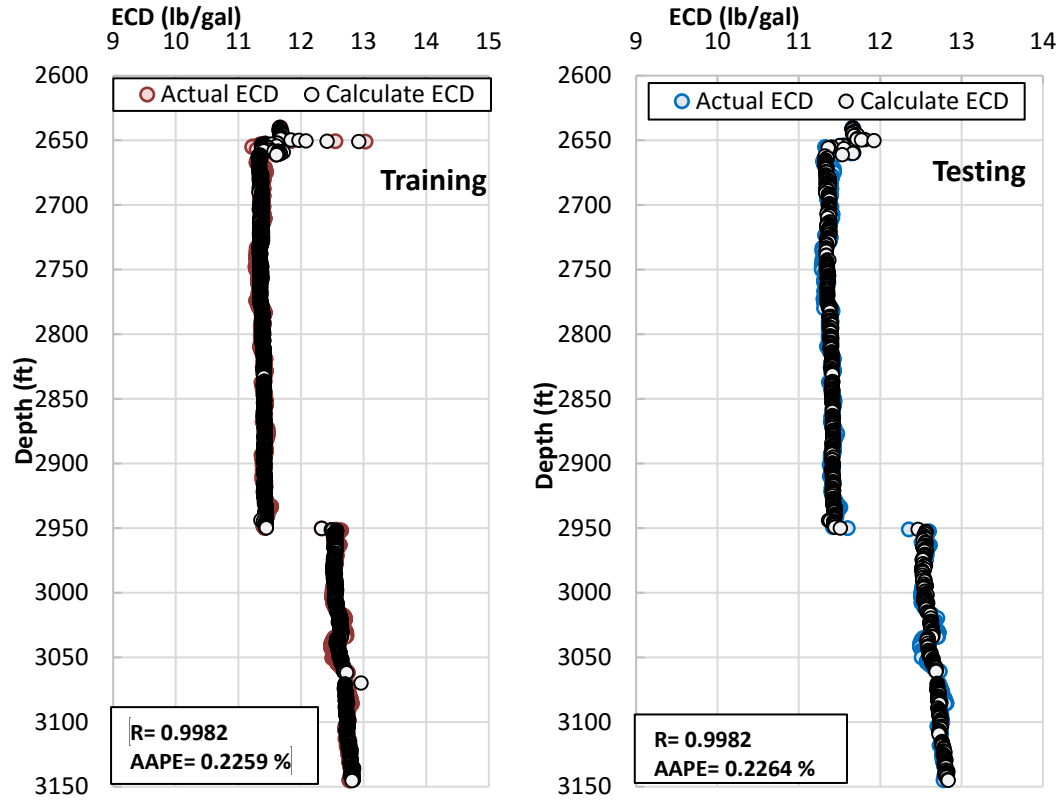 ECD (lb/gal)
9 10 11 12 13 14 15
2600
2650
2700
2750
2800
2850
2900
2950
3000
3050
3100
3150
Depth (ft)
Actual ECD Calculate ECD
Training
R= 0.9982
AAPE= 0.2259 %
ECD (lb/gal)
9 10 11 12 13 14
2600
2650
2700
2750
2800
2850
2900
2950
3000
3050
3100
3150
Depth (ft)
Actual ECD Calculate ECD
Testing
R= 0.9982
AAPE= 0.2264 %